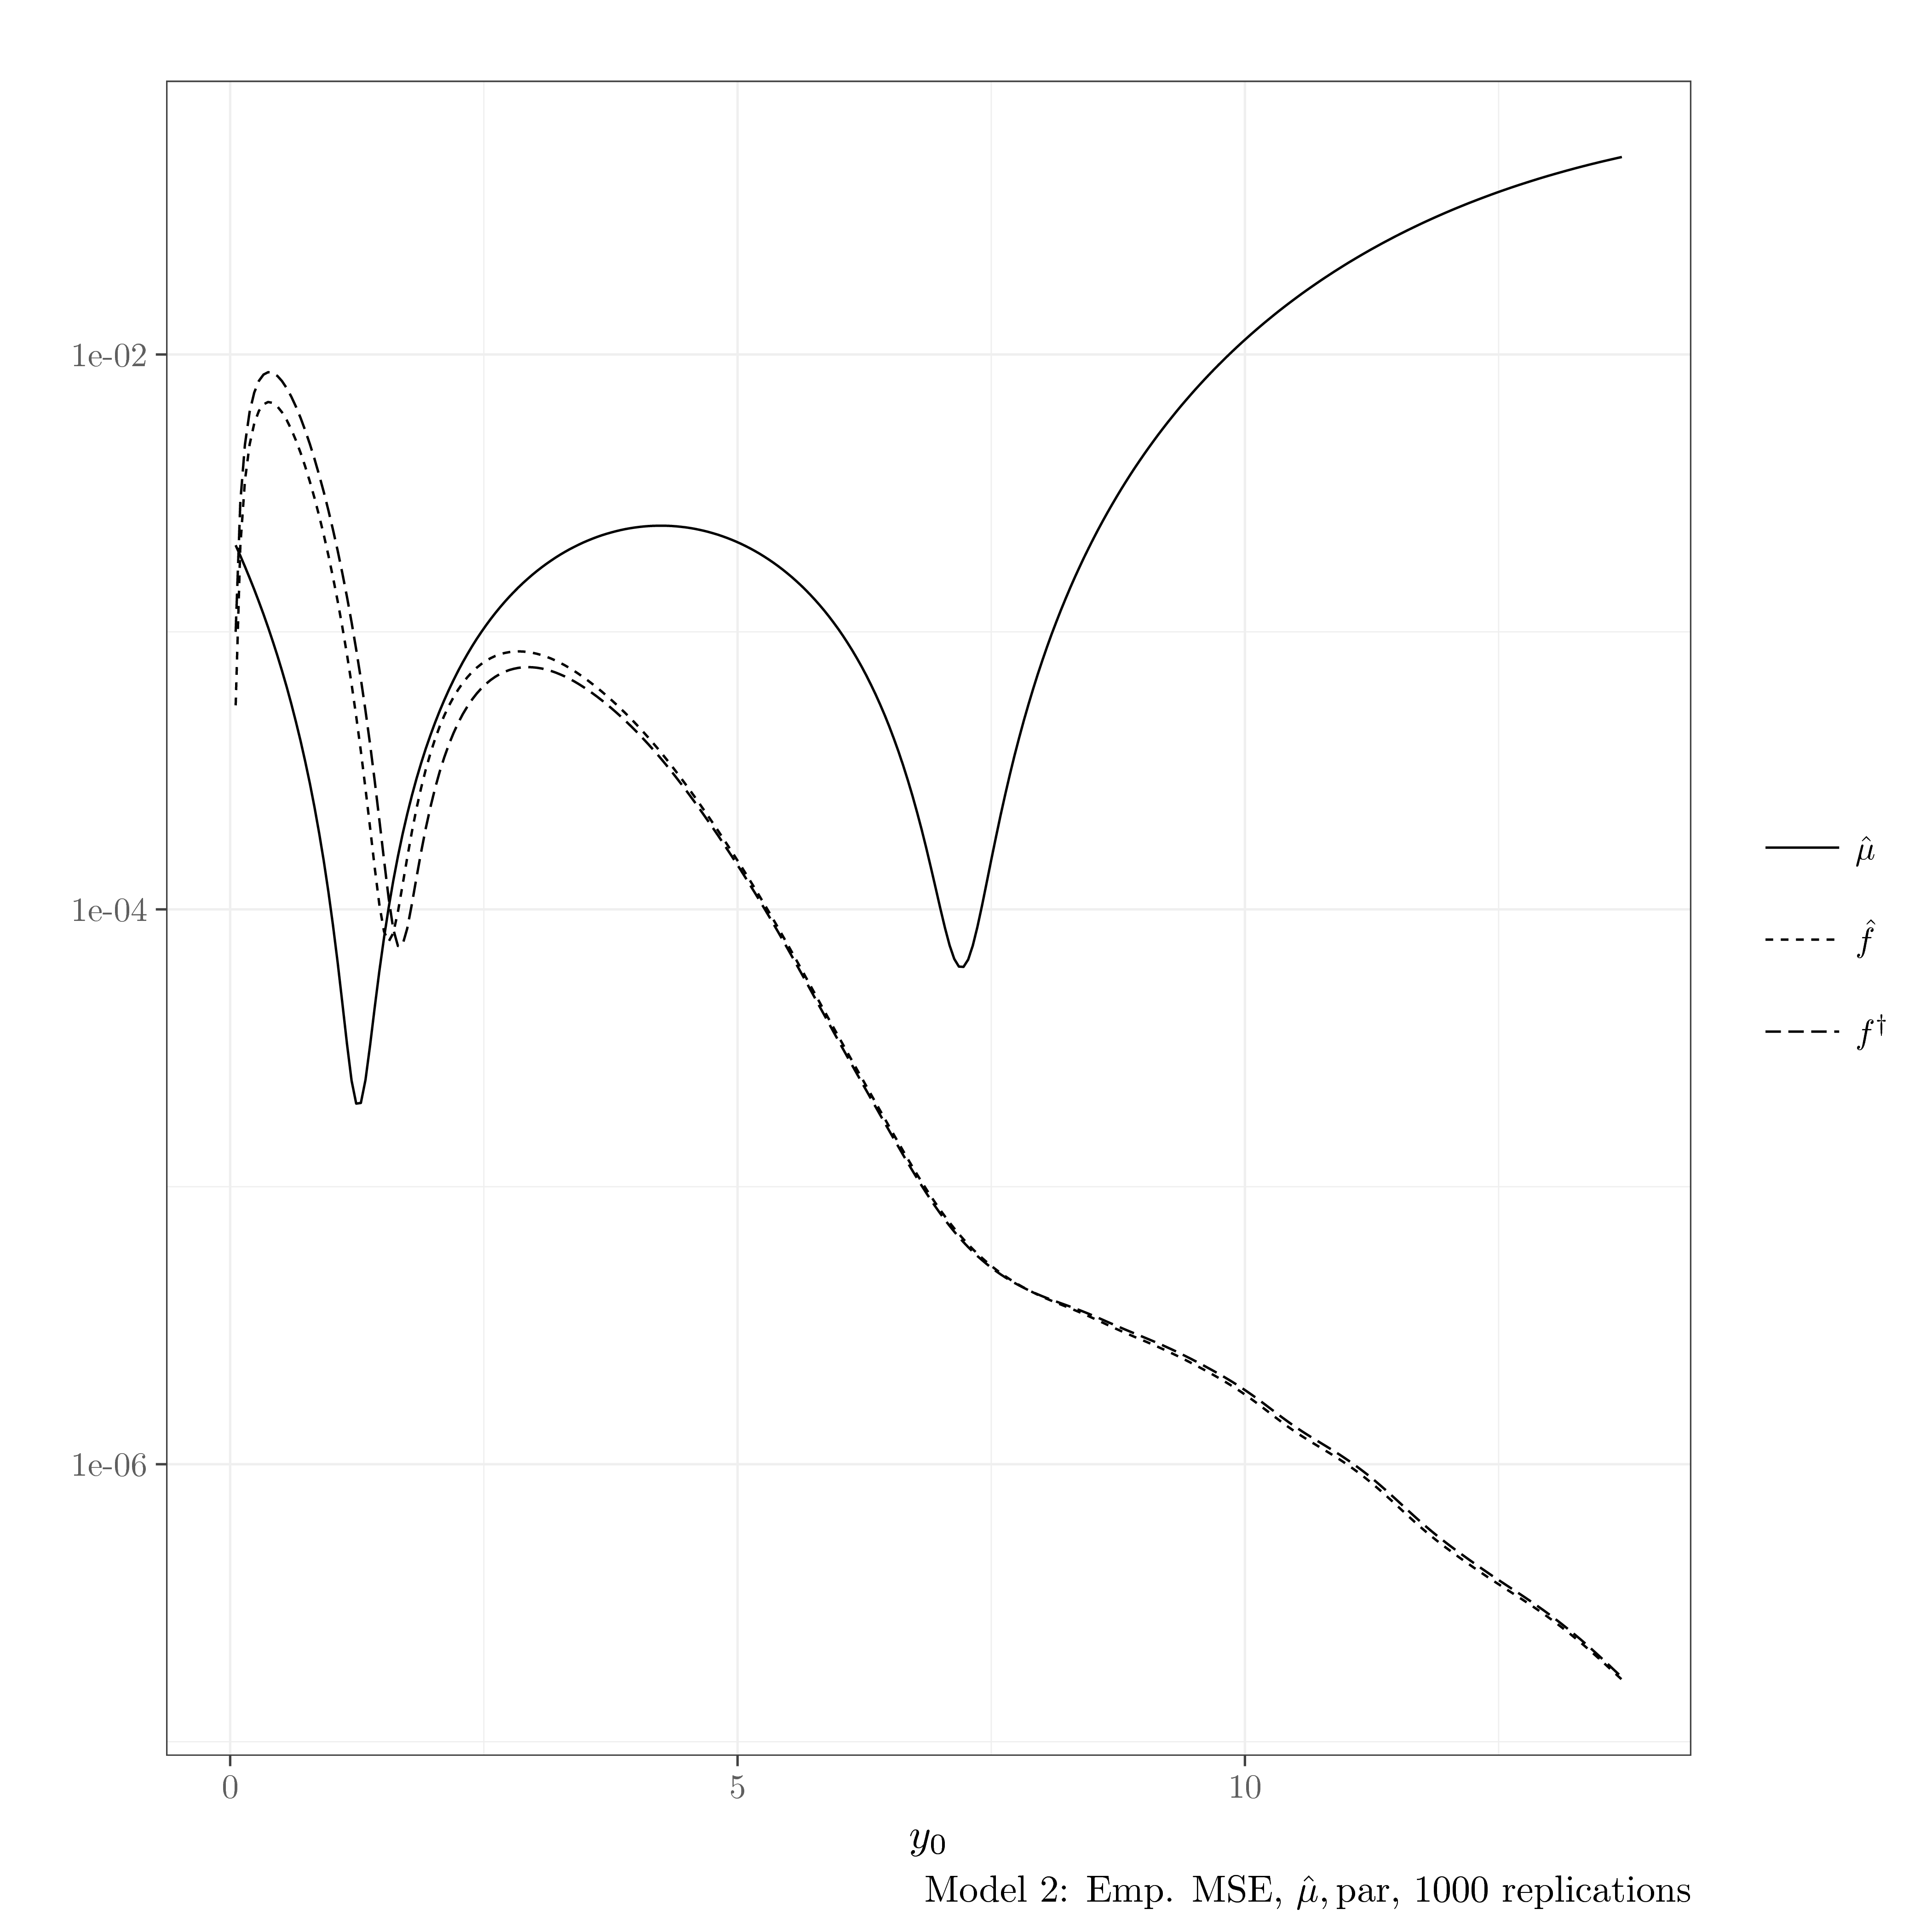 1e-02
1e-04
1e-06
0 5 10
y₀
μ̂
f̂
f†
Model 2: Emp. MSE, μ̂, par, 1000 replications